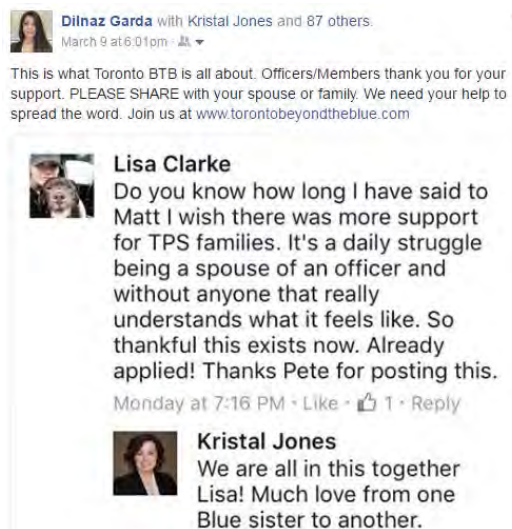 Dilnaz Garda with Kristal Jones and 87 others.
March 9 at 6:01pm
This is what Toronto BTB is all about. Officers/Members thank you for your
support. PLEASE SHARE with your spouse or family. We need your help to
spread the word. Join us at www.torontobeyondtheblue.com
Lisa Clarke
Do you know how long I have said to
Matt I wish there was more support
for TPS families. It's a daily struggle
being a spouse of an officer and
without anyone that really
understands what it feels like. So
thankful this exists now. Already
applied! Thanks Pete for posting this.
Monday at 7:16 PM · Like · 1 · Reply
Kristal Jones
We are all in this together
Lisa! Much love from one
Blue sister to another.